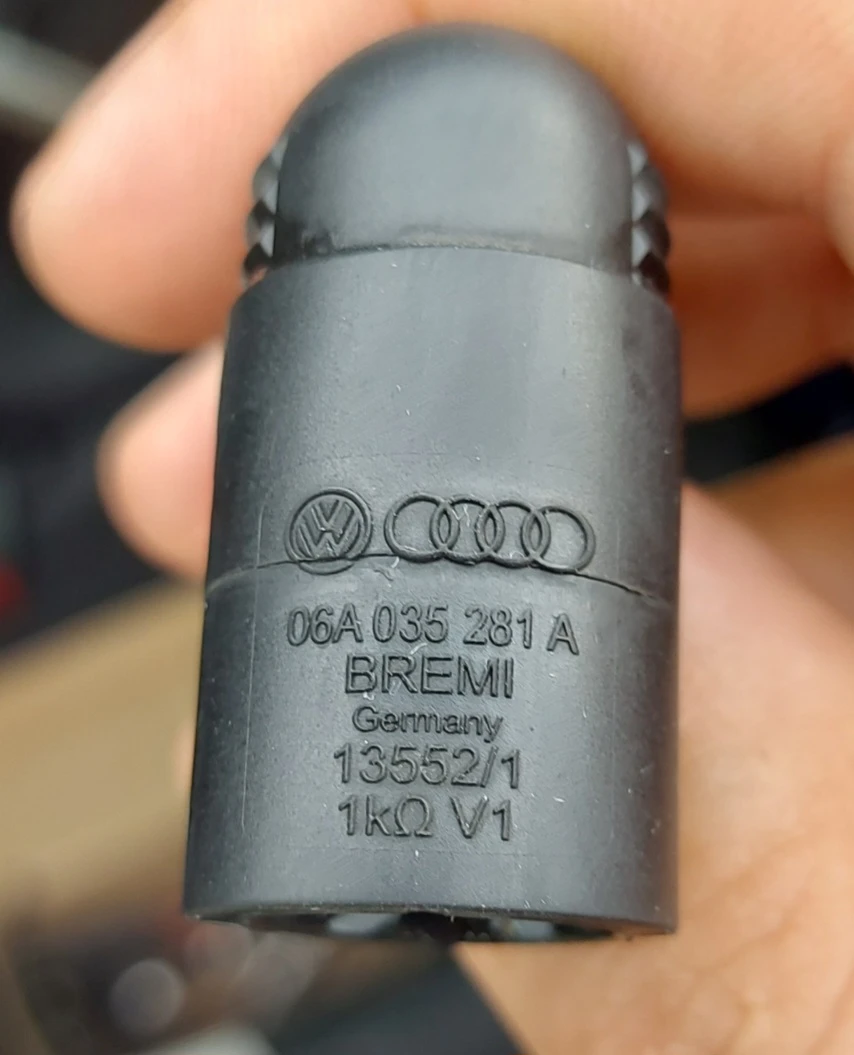 06A 035 281 A
BREMI
Germany
13552/1
1kΩ V1